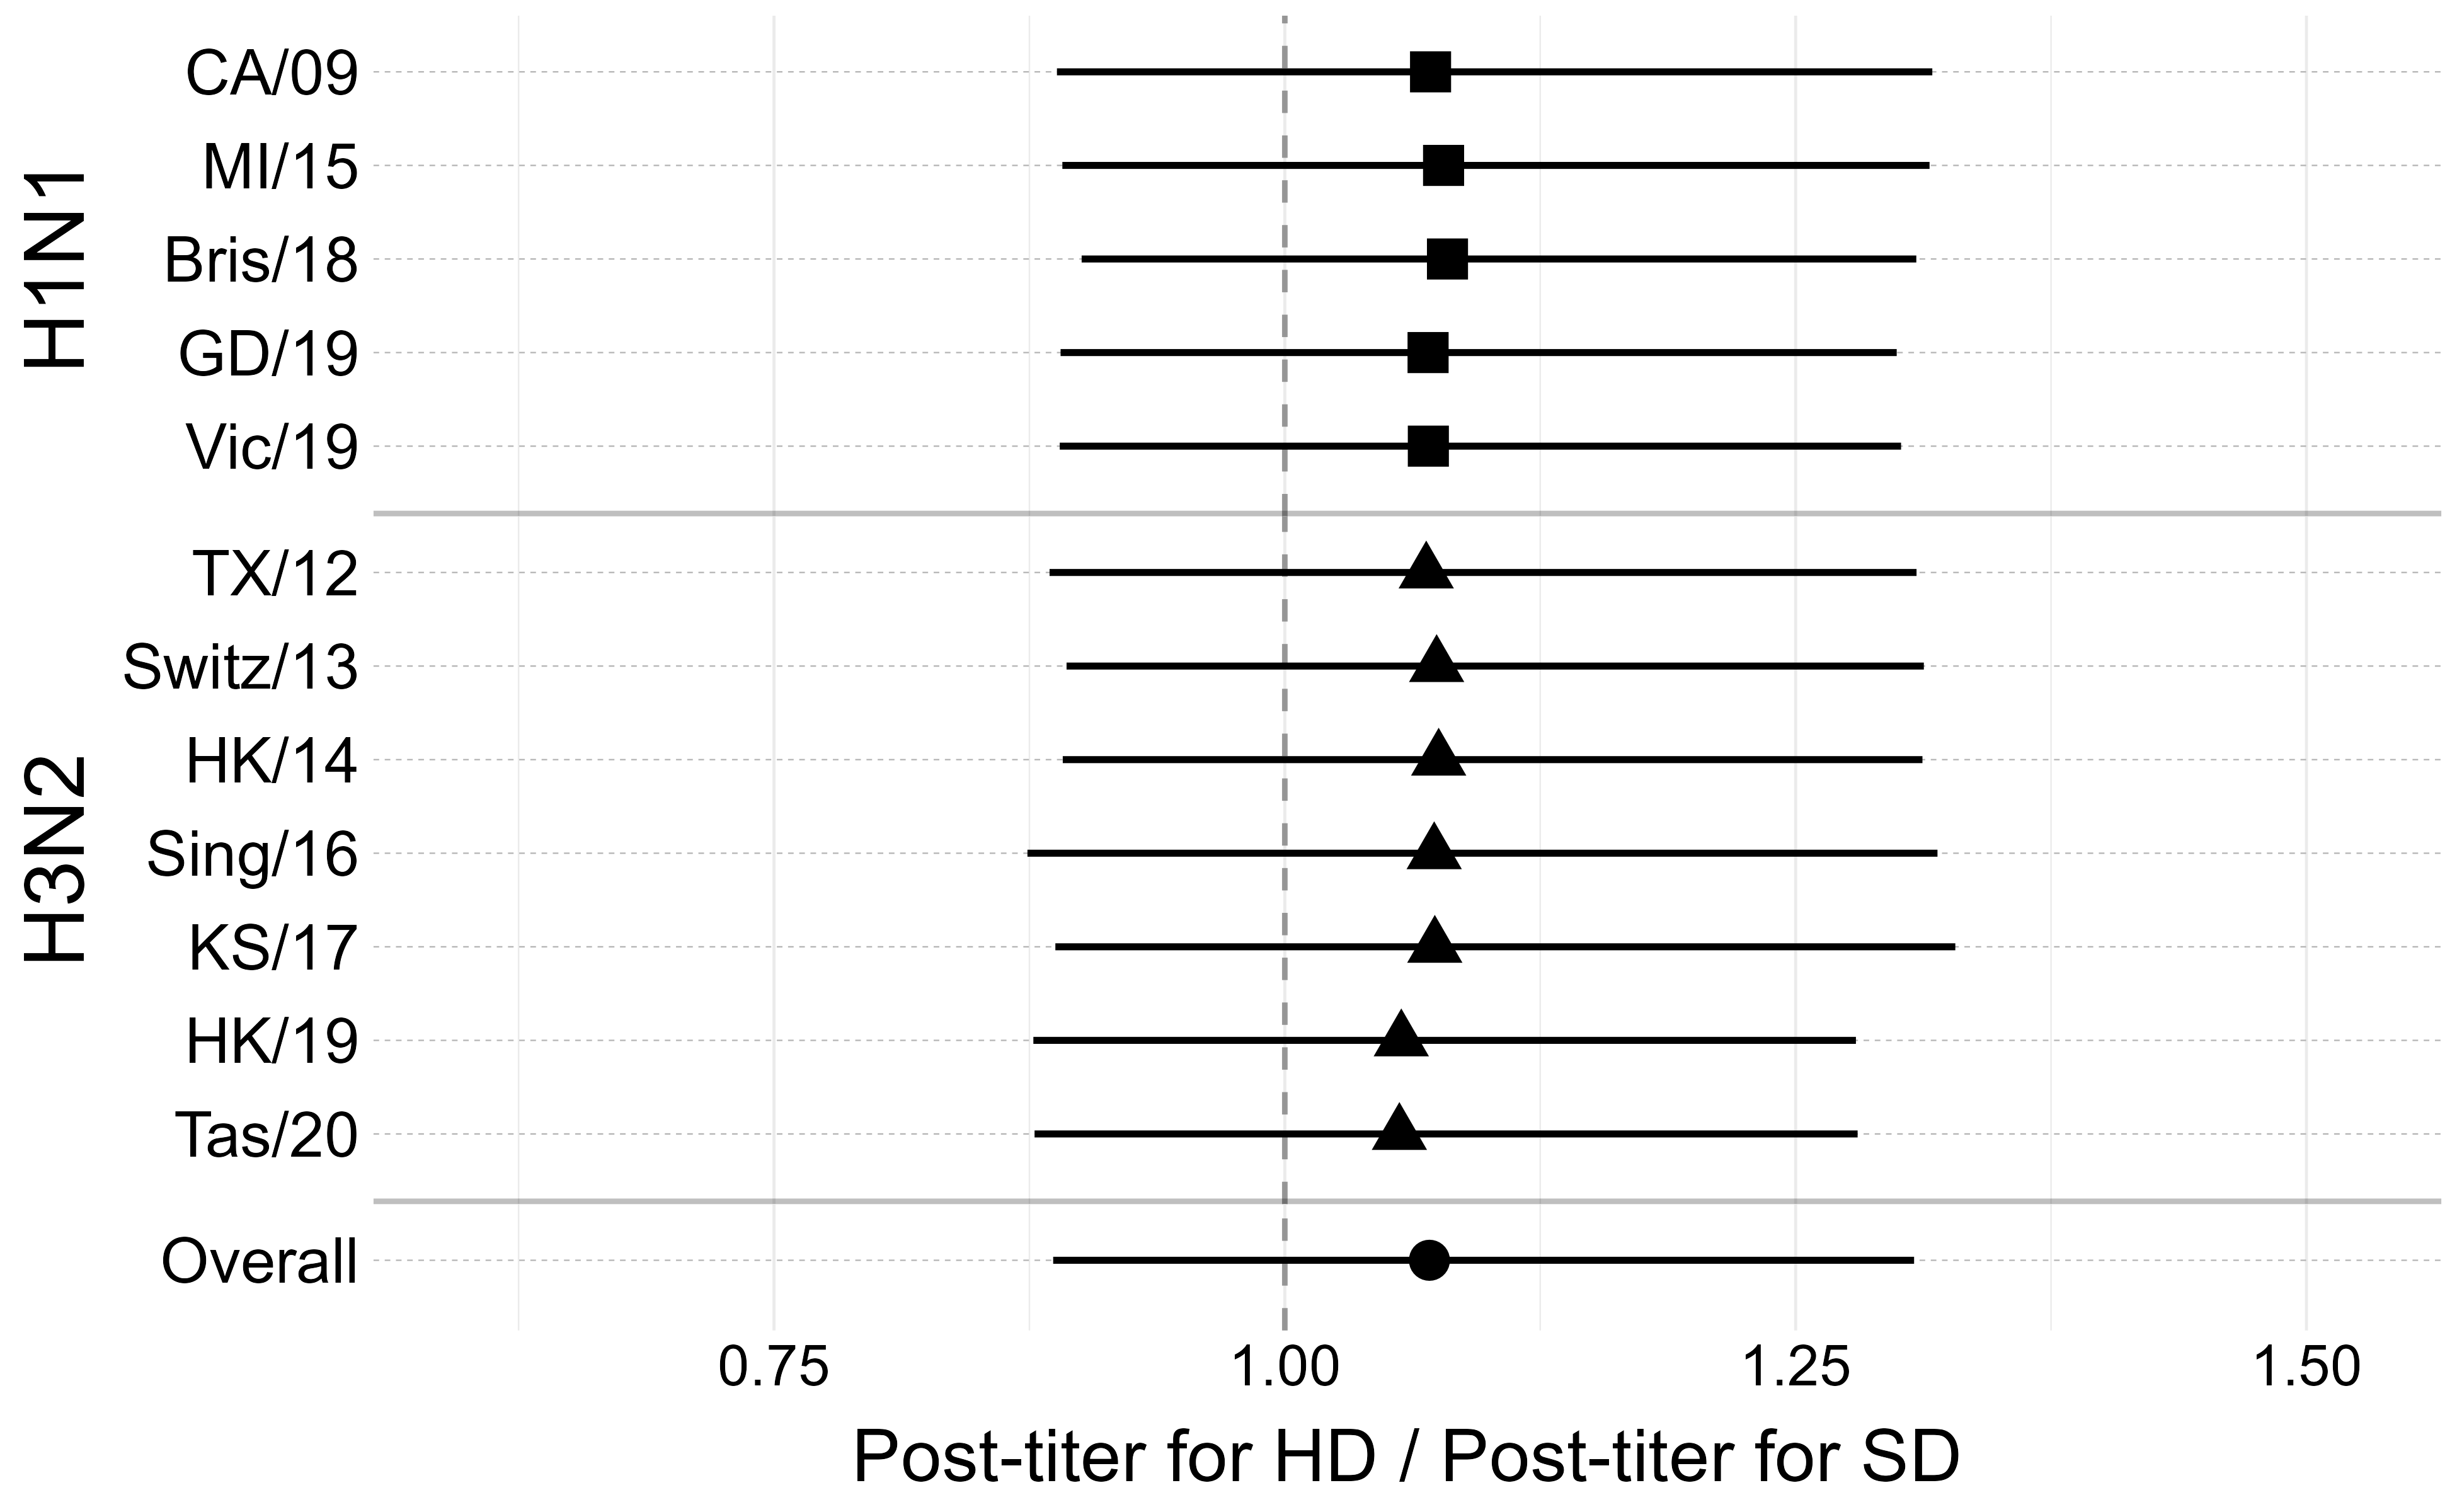 H1N1
CA/09
MI/15
Bris/18
GD/19
Vic/19
H3N2
TX/12
Switz/13
HK/14
Sing/16
KS/17
HK/19
Tas/20
Overall
0.75 1.00 1.25 1.50
Post-titer for HD / Post-titer for SD